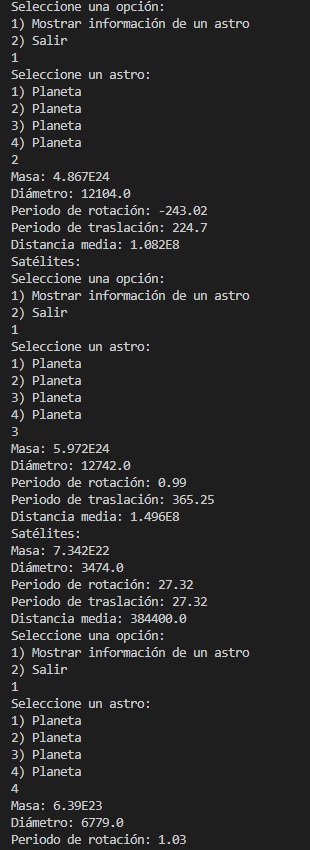 Seleccione una opción:
1) Mostrar información de un astro
2) Salir
1
Seleccione un astro:
1) Planeta
2) Planeta
3) Planeta
4) Planeta
2
Masa: 4.867E24
Diámetro: 12104.0
Periodo de rotación: -243.02
Periodo de traslación: 224.7
Distancia media: 1.082E8
Satélites:
Seleccione una opción:
1) Mostrar información de un astro
2) Salir
1
Seleccione un astro:
1) Planeta
2) Planeta
3) Planeta
4) Planeta
3
Masa: 5.972E24
Diámetro: 12742.0
Periodo de rotación: 0.99
Periodo de traslación: 365.25
Distancia media: 1.496E8
Satélites:
Masa: 7.342E22
Diámetro: 3474.0
Periodo de rotación: 27.32
Periodo de traslación: 27.32
Distancia media: 384400.0
Seleccione una opción:
1) Mostrar información de un astro
2) Salir
1
Seleccione un astro:
1) Planeta
2) Planeta
3) Planeta
4) Planeta
4
Masa: 6.39E23
Diámetro: 6779.0
Periodo de rotación: 1.03